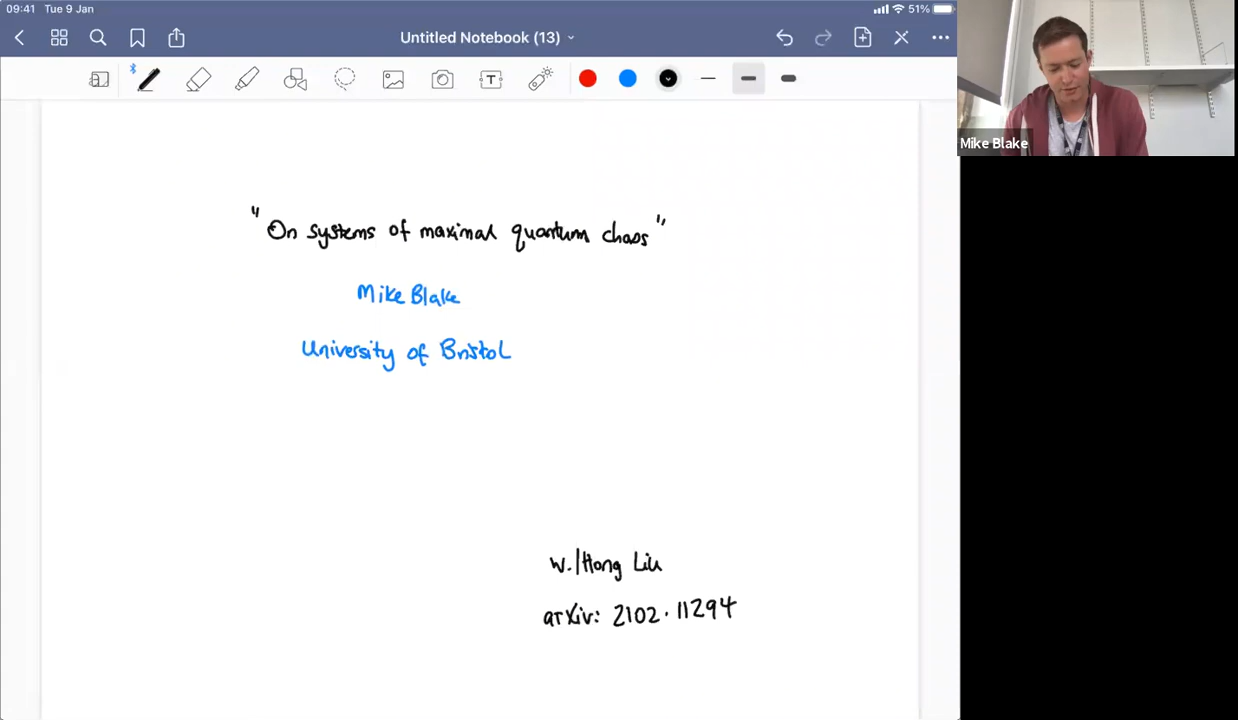 09:41 Tue 9 Jan
51%
Untitled Notebook (13)
T
Mike Blake
"On systems of maximal quantum chaos"
Mike Blake
University of Bristol
w./Hong Liu
arXiv: 2102.11294